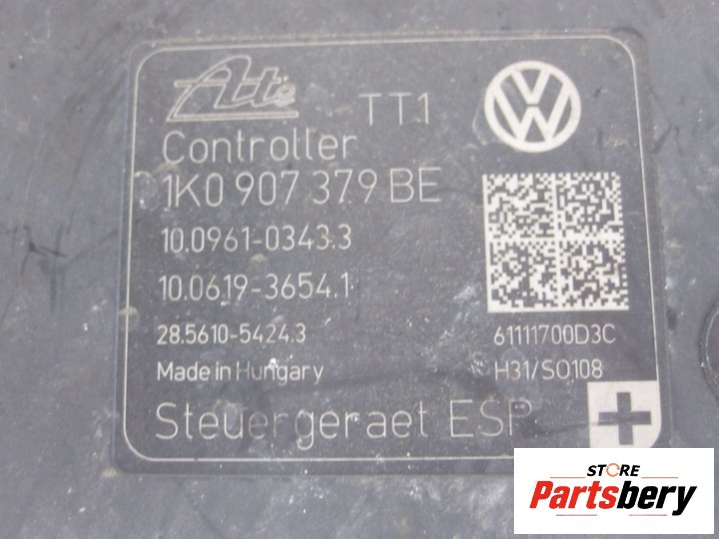 Ate TT1
Controller
1K0 907 379 BE
10.0961-0343.3
10.0619-3654.1
28.5610-5424.3
61111700D3C
Made in Hungary
H31/SO108
Steuergeraet ESP
STORE
Partsbery